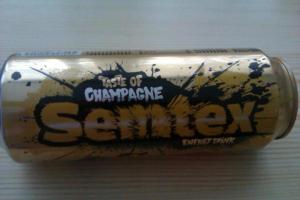 TASTE OF
CHAMPAGNE
Semtex
ENERGY DRINK